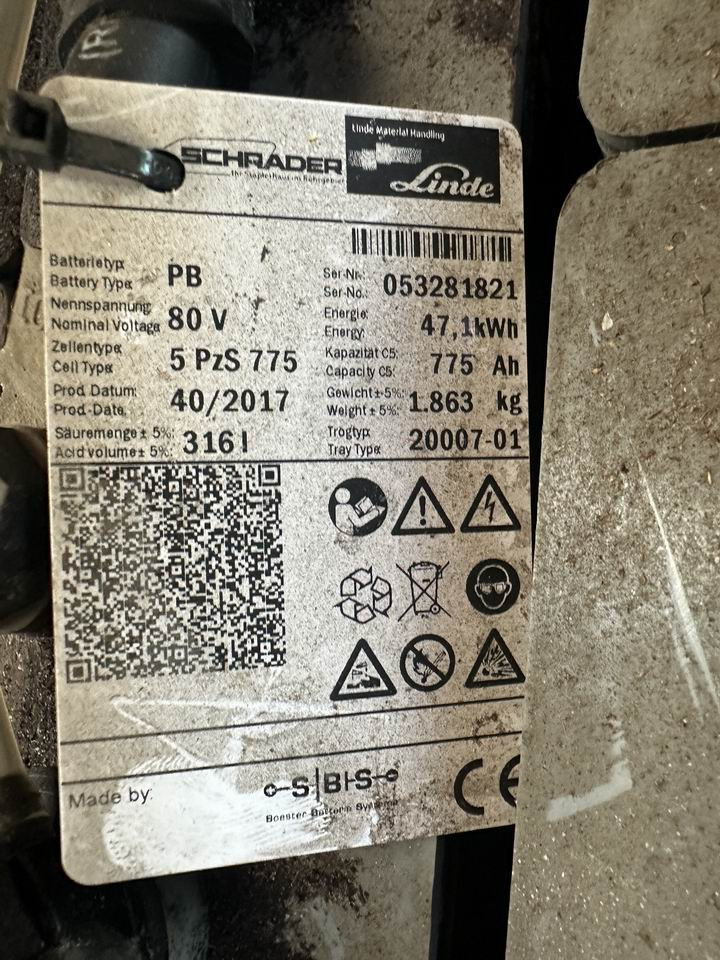 SCHRADER
Linde Material Handling
Linde
Batterietyp:
Battery Type:
PB
Ser-Nr.:
Ser-No.:
053281821
Nennspannung:
Nominal Voltage:
80 V
Energie:
Energy:
47,1kWh
Zellentype:
Cell Type:
5 PzS 775
Kapazität C5:
Capacity C5:
775 Ah
Prod. Datum:
Prod.-Date.
40/2017
Gewicht±5%:
Weight ± 5%:
1.863 kg
Säuremenge± 5%:
Acid volume± 5%:
316 l
Trogtyp:
Tray Type:
20007-01
Made by:
S|BHS
CE